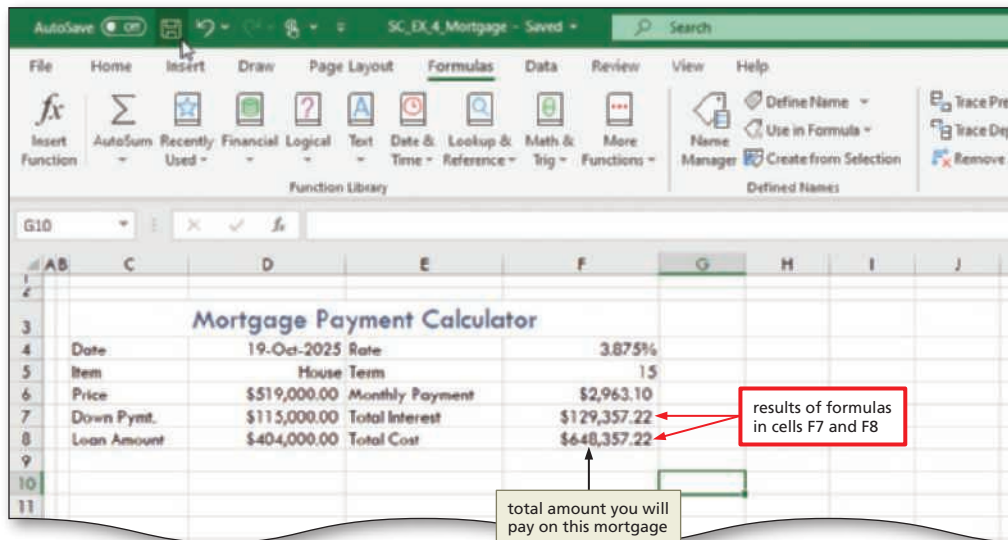 AutoSave Off SC_EX_4_Mortgage - Saved Search
File Home Insert Draw Page Layout Formulas Data Review View Help
fx
Insert Function
AutoSum
Recently Used
Financial
Logical
Text
Date & Time
Lookup & Reference
Math & Trig
More Functions
Function Library
Name Manager
Define Name
Use in Formula
Create from Selection
Defined Names
Trace Pre
Trace Dep
Remove
G10 fx
A B C D E F G H I J
1
2
3 Mortgage Payment Calculator
4 Date 19-Oct-2025 Rate 3.875%
5 Item House Term 15
6 Price $519,000.00 Monthly Payment $2,963.10
7 Down Pymt. $115,000.00 Total Interest $129,357.22
8 Loan Amount $404,000.00 Total Cost $648,357.22
9
10
11
results of formulas
in cells F7 and F8
total amount you will
pay on this mortgage